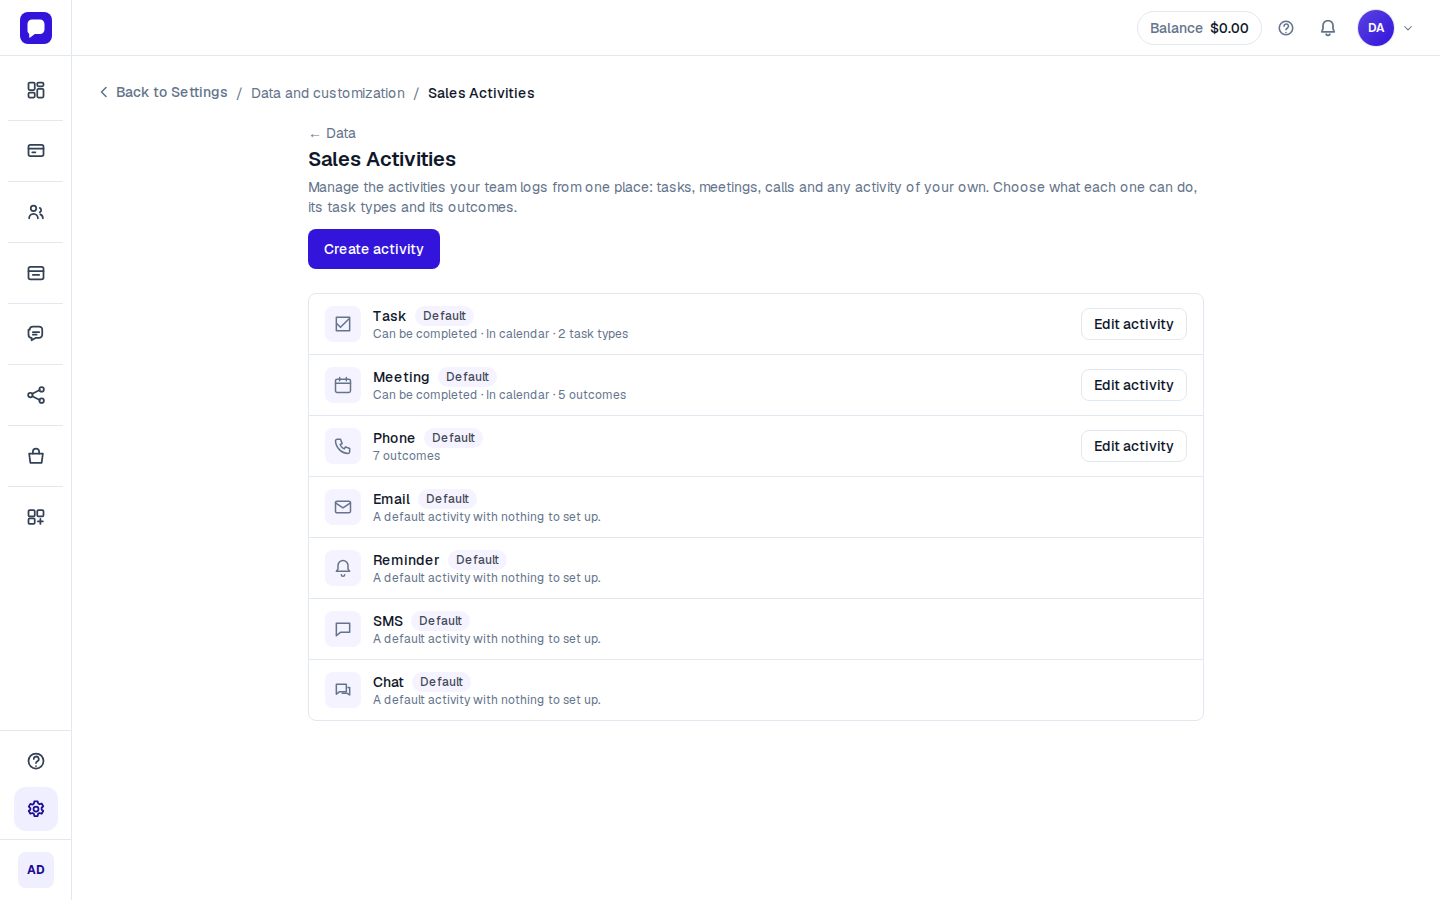 Balance $0.00
DA
Back to Settings / Data and customization / Sales Activities
← Data
Sales Activities
Manage the activities your team logs from one place: tasks, meetings, calls and any activity of your own. Choose what each one can do,
its task types and its outcomes.
Create activity
Task Default
Can be completed · In calendar · 2 task types
Edit activity
Meeting Default
Can be completed · In calendar · 5 outcomes
Edit activity
Phone Default
7 outcomes
Edit activity
Email Default
A default activity with nothing to set up.
Reminder Default
A default activity with nothing to set up.
SMS Default
A default activity with nothing to set up.
Chat Default
A default activity with nothing to set up.
AD